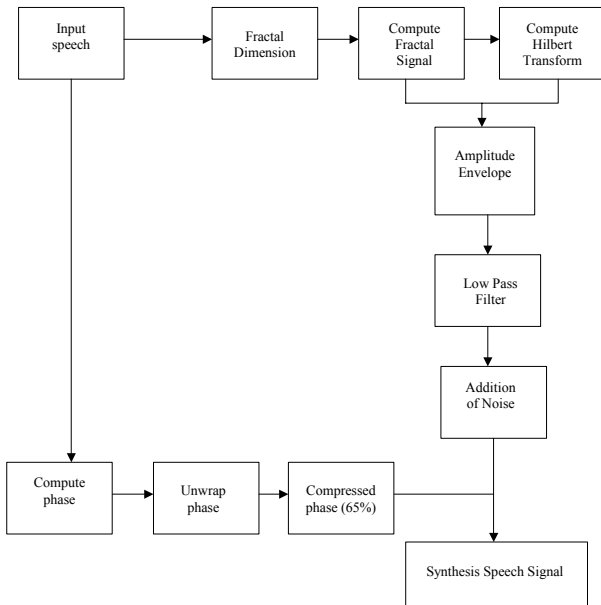 Input
speech
Fractal
Dimension
Compute
Fractal
Signal
Compute
Hilbert
Transform
Amplitude
Envelope
Low Pass
Filter
Addition
of Noise
Compute
phase
Unwrap
phase
Compressed
phase (65%)
Synthesis Speech Signal